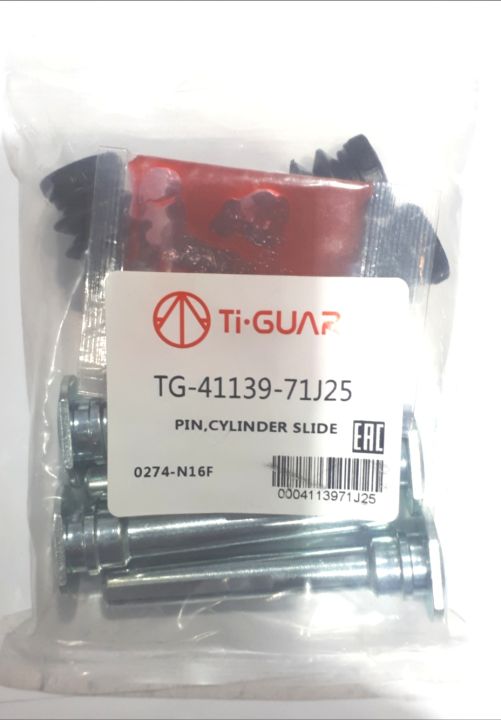 Ti·GUAR
TG-41139-71J25
PIN,CYLINDER SLIDE
EAC
0274-N16F
0004113971J25